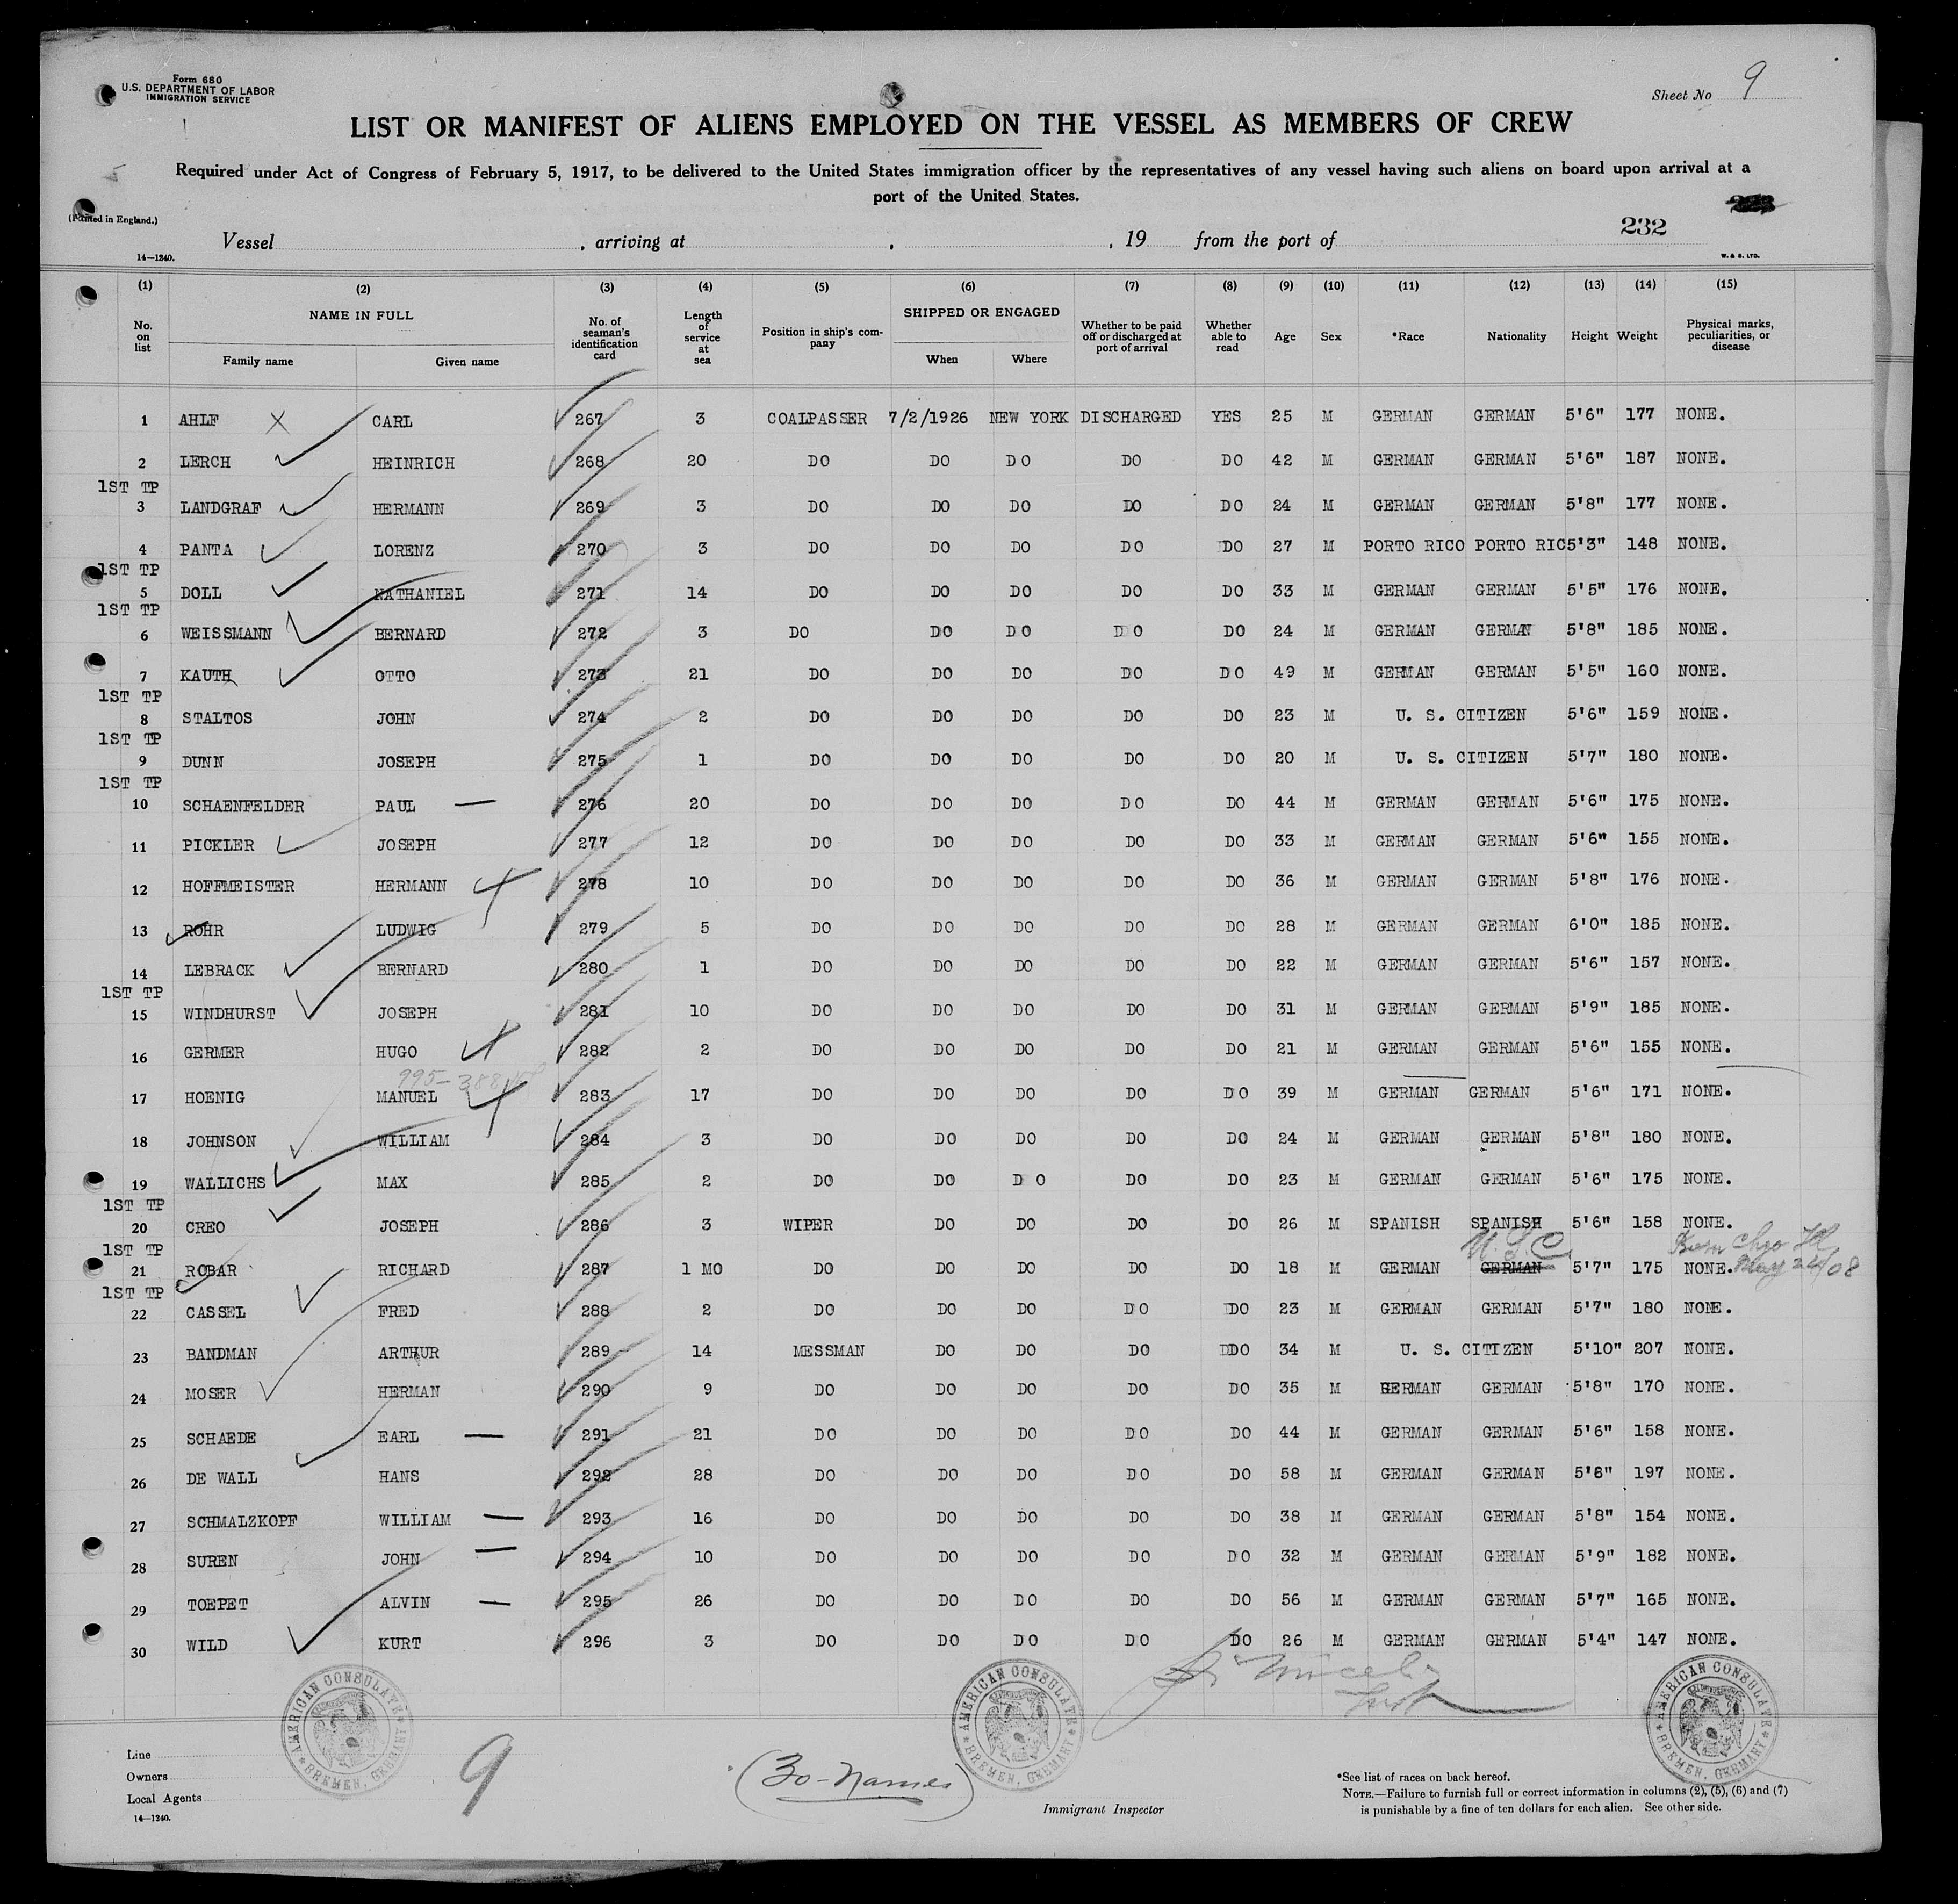 Form 680
U.S. DEPARTMENT OF LABOR
IMMIGRATION SERVICE
Sheet No 9
LIST OR MANIFEST OF ALIENS EMPLOYED ON THE VESSEL AS MEMBERS OF CREW
Required under Act of Congress of February 5, 1917, to be delivered to the United States immigration officer by the representatives of any vessel having such aliens on board upon arrival at a
port of the United States.
(Printed in England.)
232
Vessel , arriving at , , 19 from the port of
14—1240.
W. & S. LTD.
(1) (2) (3) (4) (5) (6) (7) (8) (9) (10) (11) (12) (13) (14) (15)
No. on list NAME IN FULL Family name Given name No. of seaman's identification card Length of service at sea Position in ship's company SHIPPED OR ENGAGED When Where Whether to be paid off or discharged at port of arrival Whether able to read Age Sex *Race Nationality Height Weight Physical marks, peculiarities, or disease
1 AHLF CARL 267 3 COALPASSER 7/2/1926 NEW YORK DISCHARGED YES 25 M GERMAN GERMAN 5'6" 177 NONE.
2 LERCH HEINRICH 268 20 DO DO DO DO DO 42 M GERMAN GERMAN 5'6" 187 NONE.
1ST TP
3 LANDGRAF HERMANN 269 3 DO DO DO DO DO 24 M GERMAN GERMAN 5'8" 177 NONE.
4 PANTA LORENZ 270 3 DO DO DO DO DO 27 M PORTO RICO PORTO RIC 5'3" 148 NONE.
1ST TP
5 DOLL NATHANIEL 271 14 DO DO DO DO DO 33 M GERMAN GERMAN 5'5" 176 NONE.
1ST TP
6 WEISSMANN BERNARD 272 3 DO DO DO DO DO 24 M GERMAN GERMAN 5'8" 185 NONE.
7 KAUTH OTTO 273 21 DO DO DO DO DO 49 M GERMAN GERMAN 5'5" 160 NONE.
1ST TP
8 STALTOS JOHN 274 2 DO DO DO DO DO 23 M U. S. CITIZEN 5'6" 159 NONE.
1ST TP
9 DUNN JOSEPH 275 1 DO DO DO DO DO 20 M U. S. CITIZEN 5'7" 180 NONE.
1ST TP
10 SCHAENFELDER PAUL — 276 20 DO DO DO DO DO 44 M GERMAN GERMAN 5'6" 175 NONE.
11 PICKLER JOSEPH 277 12 DO DO DO DO DO 33 M GERMAN GERMAN 5'6" 155 NONE.
12 HOFFMEISTER HERMANN 278 10 DO DO DO DO DO 36 M GERMAN GERMAN 5'8" 176 NONE.
13 ROHR LUDWIG 279 5 DO DO DO DO DO 28 M GERMAN GERMAN 6'0" 185 NONE.
14 LEBRACK BERNARD 280 1 DO DO DO DO DO 22 M GERMAN GERMAN 5'6" 157 NONE.
1ST TP
15 WINDHURST JOSEPH 281 10 DO DO DO DO DO 31 M GERMAN GERMAN 5'9" 185 NONE.
16 GERMER HUGO 282 2 DO DO DO DO DO 21 M GERMAN GERMAN 5'6" 155 NONE.
17 HOENIG MANUEL 283 17 DO DO DO DO DO 39 M GERMAN GERMAN 5'6" 171 NONE.
18 JOHNSON WILLIAM 284 3 DO DO DO DO DO 24 M GERMAN GERMAN 5'8" 180 NONE.
19 WALLICHS MAX 285 2 DO DO D O DO DO 23 M GERMAN GERMAN 5'6" 175 NONE.
1ST TP
20 CREO JOSEPH 286 3 WIPER DO DO DO DO 26 M SPANISH SPANISH 5'6" 158 NONE.
1ST TP
U.S.C
21 ROBAR RICHARD 287 1 MO DO DO DO DO DO 18 M GERMAN GERMAN 5'7" 175 NONE.
1ST TP
22 CASSEL FRED 288 2 DO DO DO DO DO 23 M GERMAN GERMAN 5'7" 180 NONE.
23 BANDMAN ARTHUR 289 14 MESSMAN DO DO DO DO 34 M U. S. CITIZEN 5'10" 207 NONE.
24 MOSER HERMAN 290 9 DO DO DO DO DO 35 M GERMAN GERMAN 5'8" 170 NONE.
25 SCHAEDE EARL — 291 21 DO DO DO DO DO 44 M GERMAN GERMAN 5'6" 158 NONE.
26 DE WALL HANS 292 28 DO DO DO DO DO 58 M GERMAN GERMAN 5'6" 197 NONE.
27 SCHMALZKOPF WILLIAM — 293 16 DO DO DO DO DO 38 M GERMAN GERMAN 5'8" 154 NONE.
28 SUREN JOHN — 294 10 DO DO DO DO DO 32 M GERMAN GERMAN 5'9" 182 NONE.
29 TOEPET ALVIN — 295 26 DO DO DO DO DO 56 M GERMAN GERMAN 5'7" 165 NONE.
30 WILD KURT 296 3 DO DO DO DO DO 26 M GERMAN GERMAN 5'4" 147 NONE.
AMERICAN CONSULATE BREMEN, GERMANY
AMERICAN CONSULATE BREMEN, GERMANY
AMERICAN CONSULATE BREMEN, GERMANY
Line
Owners
Local Agents
14—1240.
9
(30-Names)
Immigrant Inspector
*See list of races on back hereof.
NOTE.—Failure to furnish full or correct information in columns (2), (5), (6) and (7)
is punishable by a fine of ten dollars for each alien. See other side.